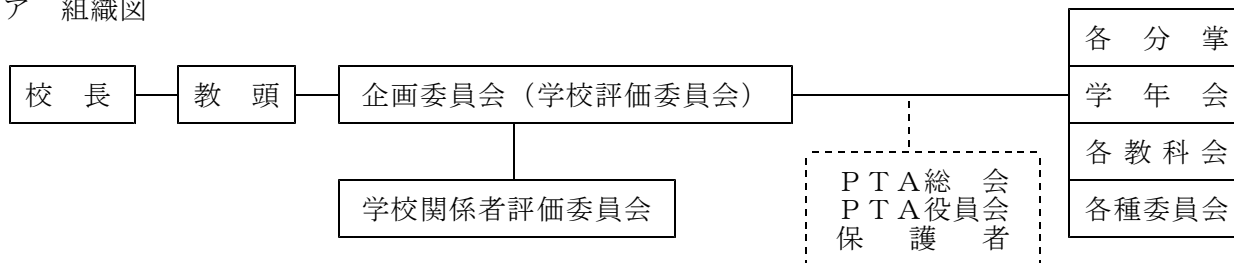 ア　組織図
校　長
教　頭
企画委員会（学校評価委員会）
学校関係者評価委員会
ＰＴＡ総　会
ＰＴＡ役員会
保　護　者
各　分　掌
学　年　会
各 教 科 会
各種委員会